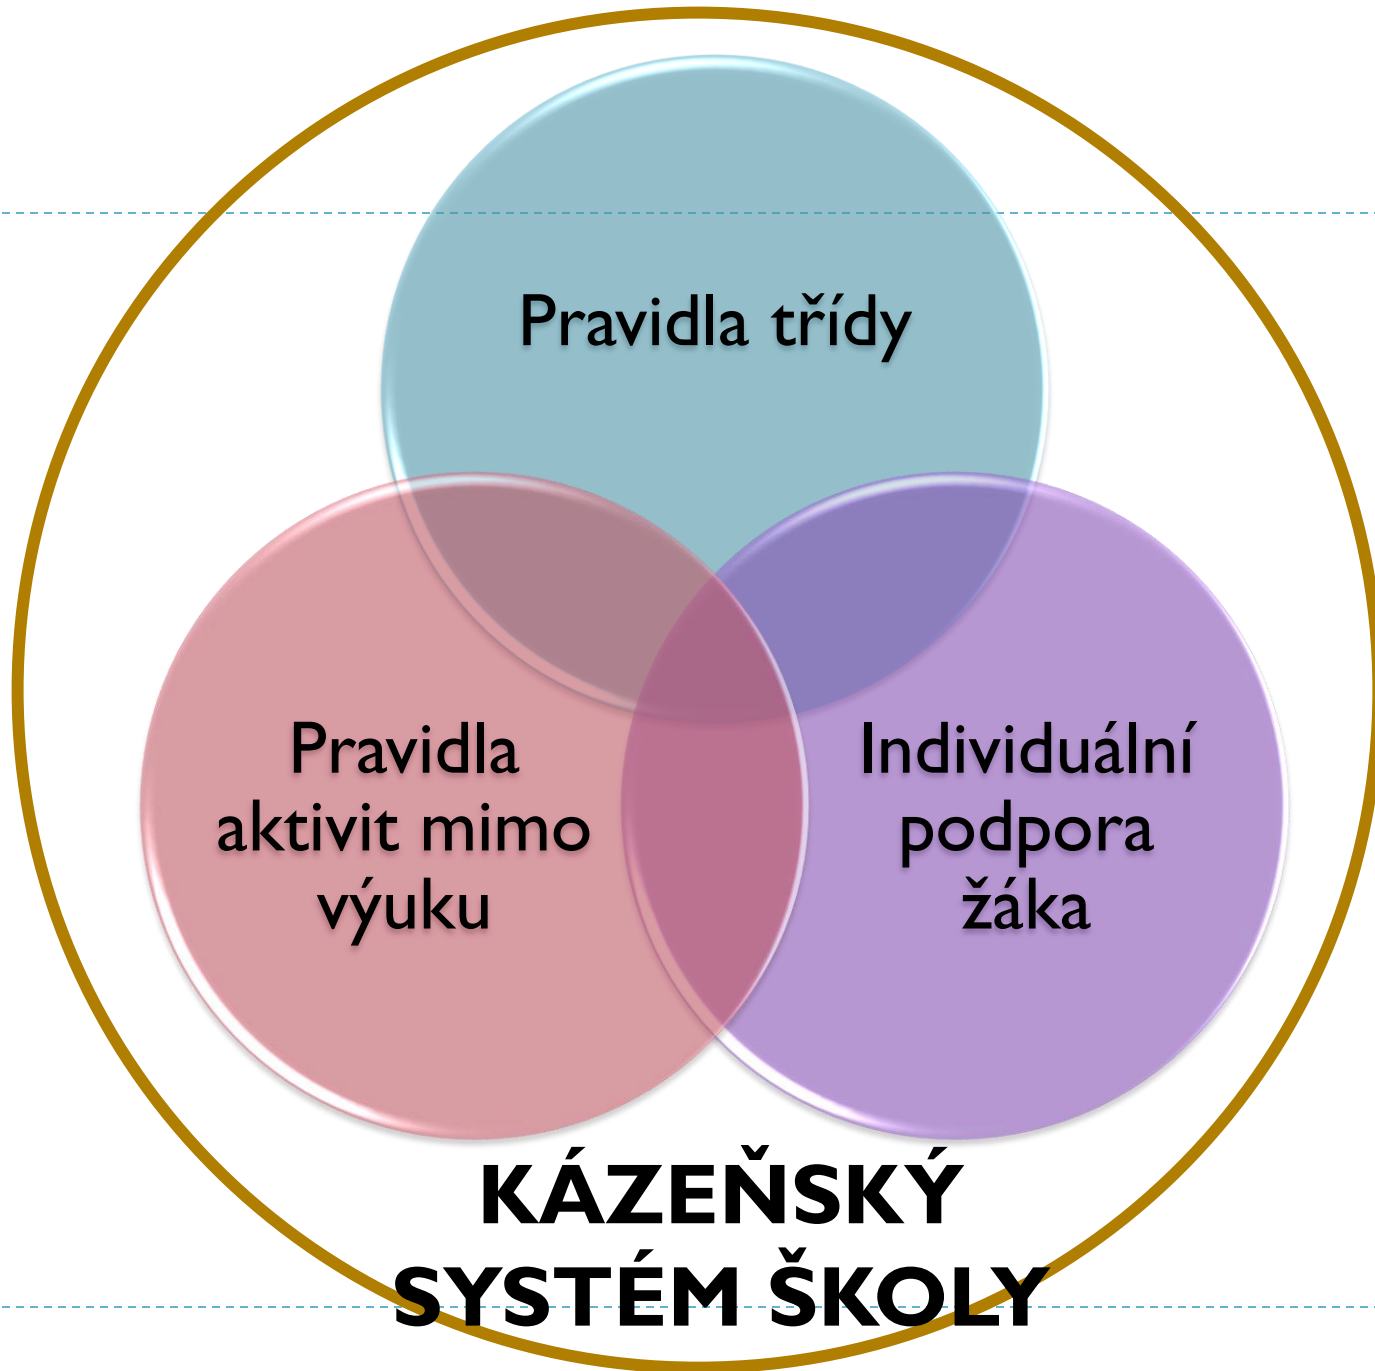 Pravidla třídy
Pravidla
aktivit mimo
výuku
Individuální
podpora
žáka
KÁZEŇSKÝ
SYSTÉM ŠKOLY